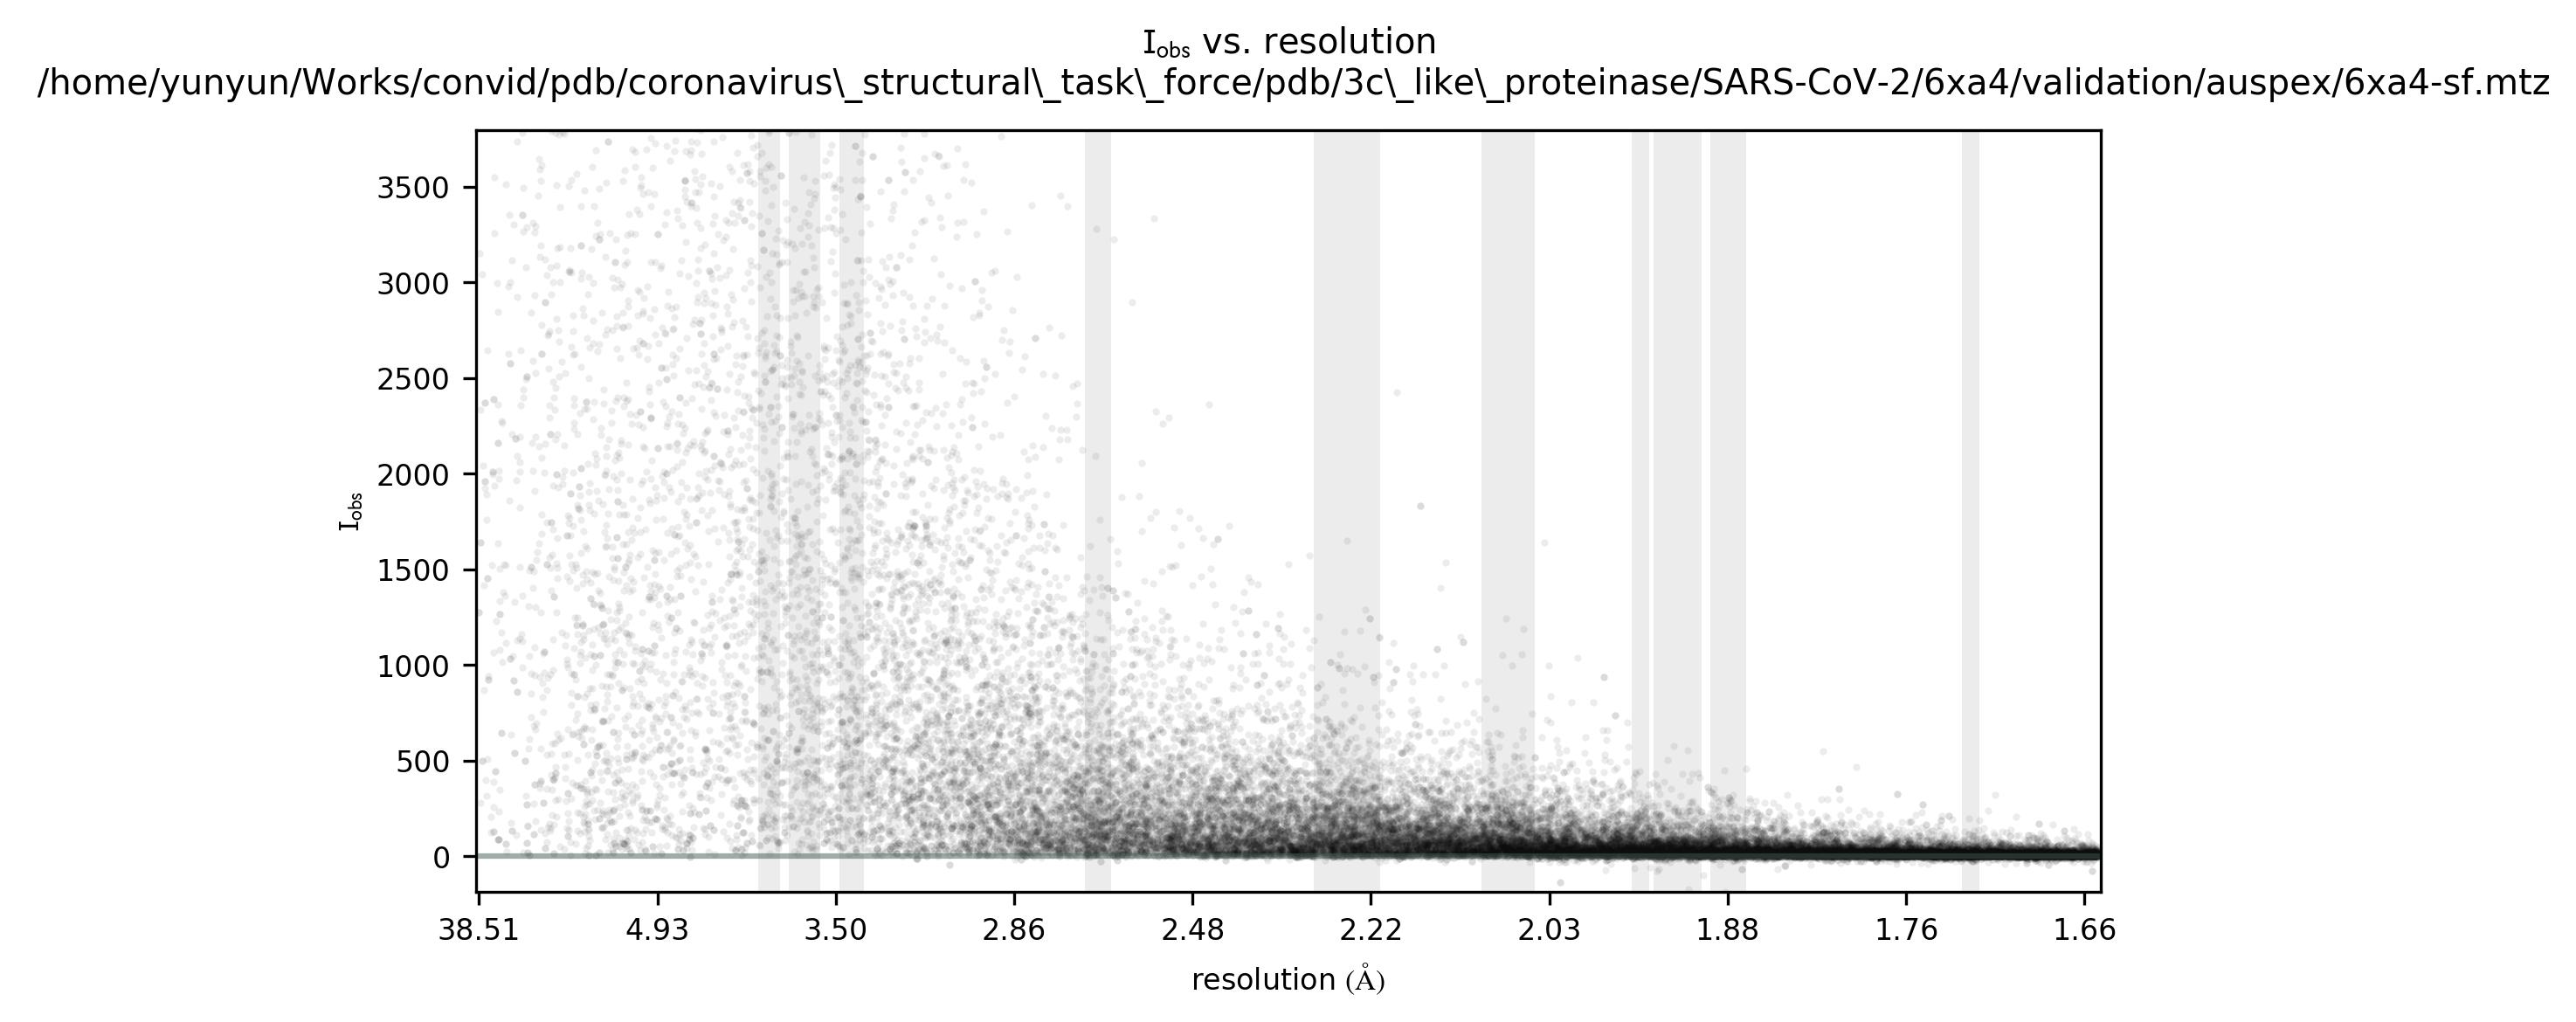 Iobs vs. resolution
/home/yunyun/Works/convid/pdb/coronavirus\_structural\_task\_force/pdb/3c\_like\_proteinase/SARS-CoV-2/6xa4/validation/auspex/6xa4-sf.mtz
3500
3000
2500
2000
1500
1000
500
0
Iobs
38.51 4.93 3.50 2.86 2.48 2.22 2.03 1.88 1.76 1.66
resolution (Å)